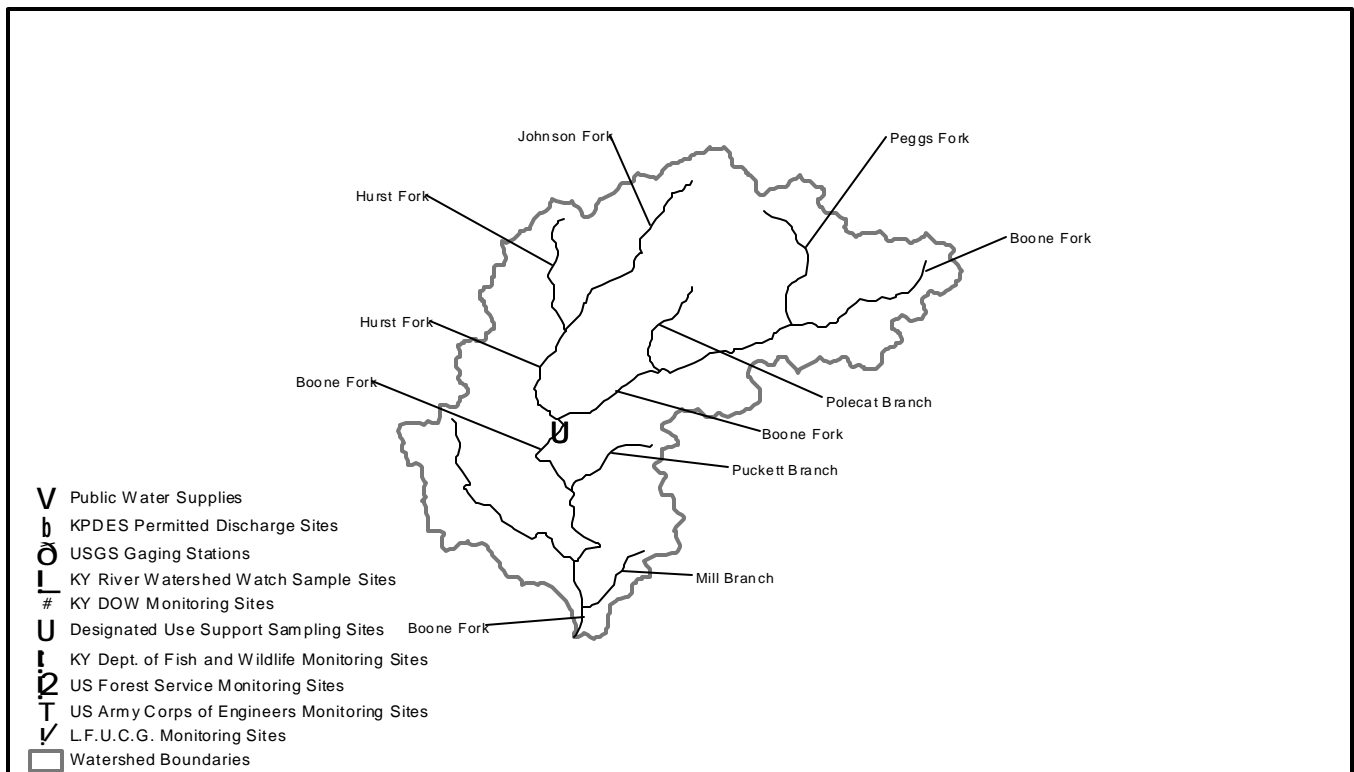 Johnson Fork
Peggs Fork
Hurst Fork
Boone Fork
Hurst Fork
Boone Fork
Polecat Branch
Boone Fork
U
Puckett Branch
Mill Branch
Boone Fork
V Public Water Supplies
þ KPDES Permitted Discharge Sites
ð USGS Gaging Stations
KY River Watershed Watch Sample Sites
# KY DOW Monitoring Sites
U Designated Use Support Sampling Sites
KY Dept. of Fish and Wildlife Monitoring Sites
US Forest Service Monitoring Sites
T US Army Corps of Engineers Monitoring Sites
L.F.U.C.G. Monitoring Sites
Watershed Boundaries